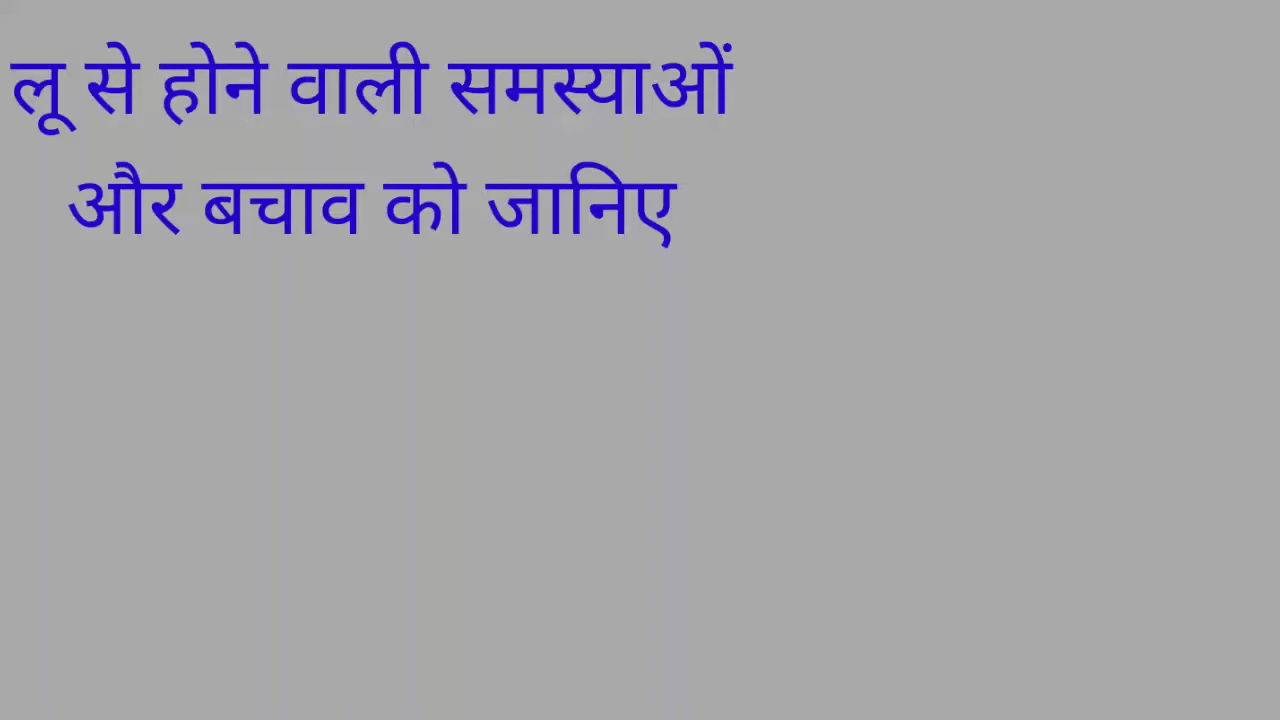 लू से होने वाली समस्याओं
और बचाव को जानिए